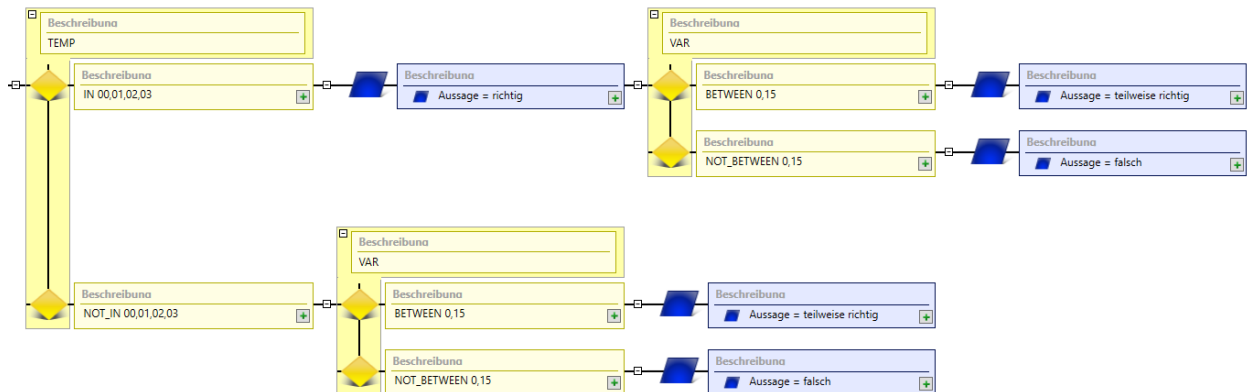 Beschreibung
TEMP
Beschreibung
VAR
Beschreibung
IN 00,01,02,03
Beschreibung
Aussage = richtig
Beschreibung
BETWEEN 0,15
Beschreibung
Aussage = teilweise richtig
Beschreibung
NOT_BETWEEN 0,15
Beschreibung
Aussage = falsch
Beschreibung
VAR
Beschreibung
NOT_IN 00,01,02,03
Beschreibung
BETWEEN 0,15
Beschreibung
Aussage = teilweise richtig
Beschreibung
NOT_BETWEEN 0,15
Beschreibung
Aussage = falsch